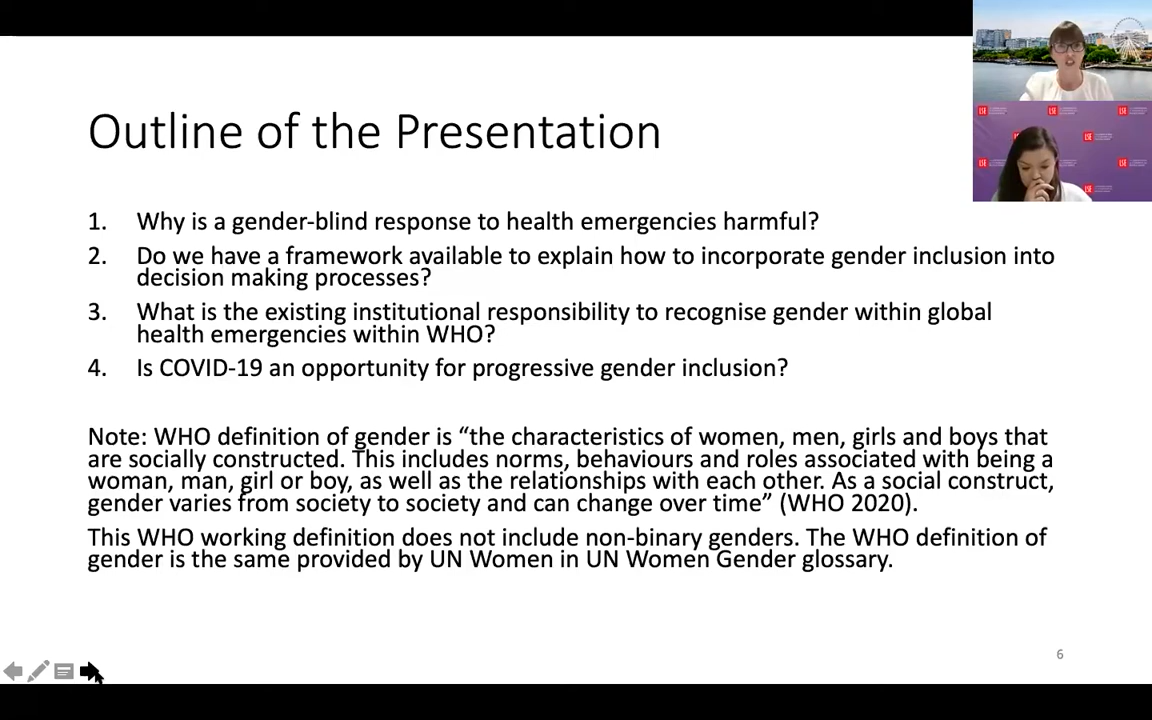 Outline of the Presentation
1. Why is a gender-blind response to health emergencies harmful?
2. Do we have a framework available to explain how to incorporate gender inclusion into
decision making processes?
3. What is the existing institutional responsibility to recognise gender within global
health emergencies within WHO?
4. Is COVID-19 an opportunity for progressive gender inclusion?
Note: WHO definition of gender is “the characteristics of women, men, girls and boys that
are socially constructed. This includes norms, behaviours and roles associated with being a
woman, man, girl or boy, as well as the relationships with each other. As a social construct,
gender varies from society to society and can change over time” (WHO 2020).
This WHO working definition does not include non-binary genders. The WHO definition of
gender is the same provided by UN Women in UN Women Gender glossary.
6
LSE
LSE
LSE
LSE
LSE
LSE
LSE